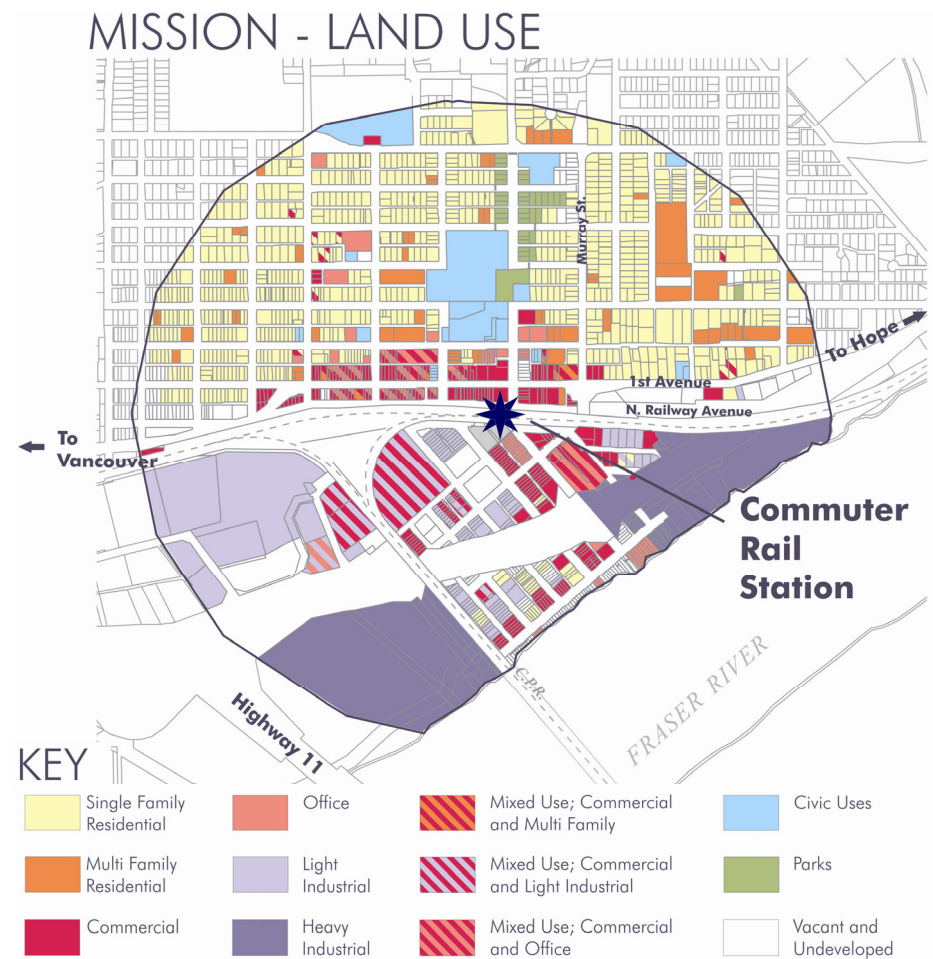 MISSION - LAND USE
Murray St.
To Hope
1st Avenue
N. Railway Avenue
To
Vancouver
Commuter
Rail
Station
C.P.R.
FRASER RIVER
Highway 11
KEY
Single Family
Residential
Office
Mixed Use; Commercial
and Multi Family
Civic Uses
Multi Family
Residential
Light
Industrial
Mixed Use; Commercial
and Light Industrial
Parks
Commercial
Heavy
Industrial
Mixed Use; Commercial
and Office
Vacant and
Undeveloped